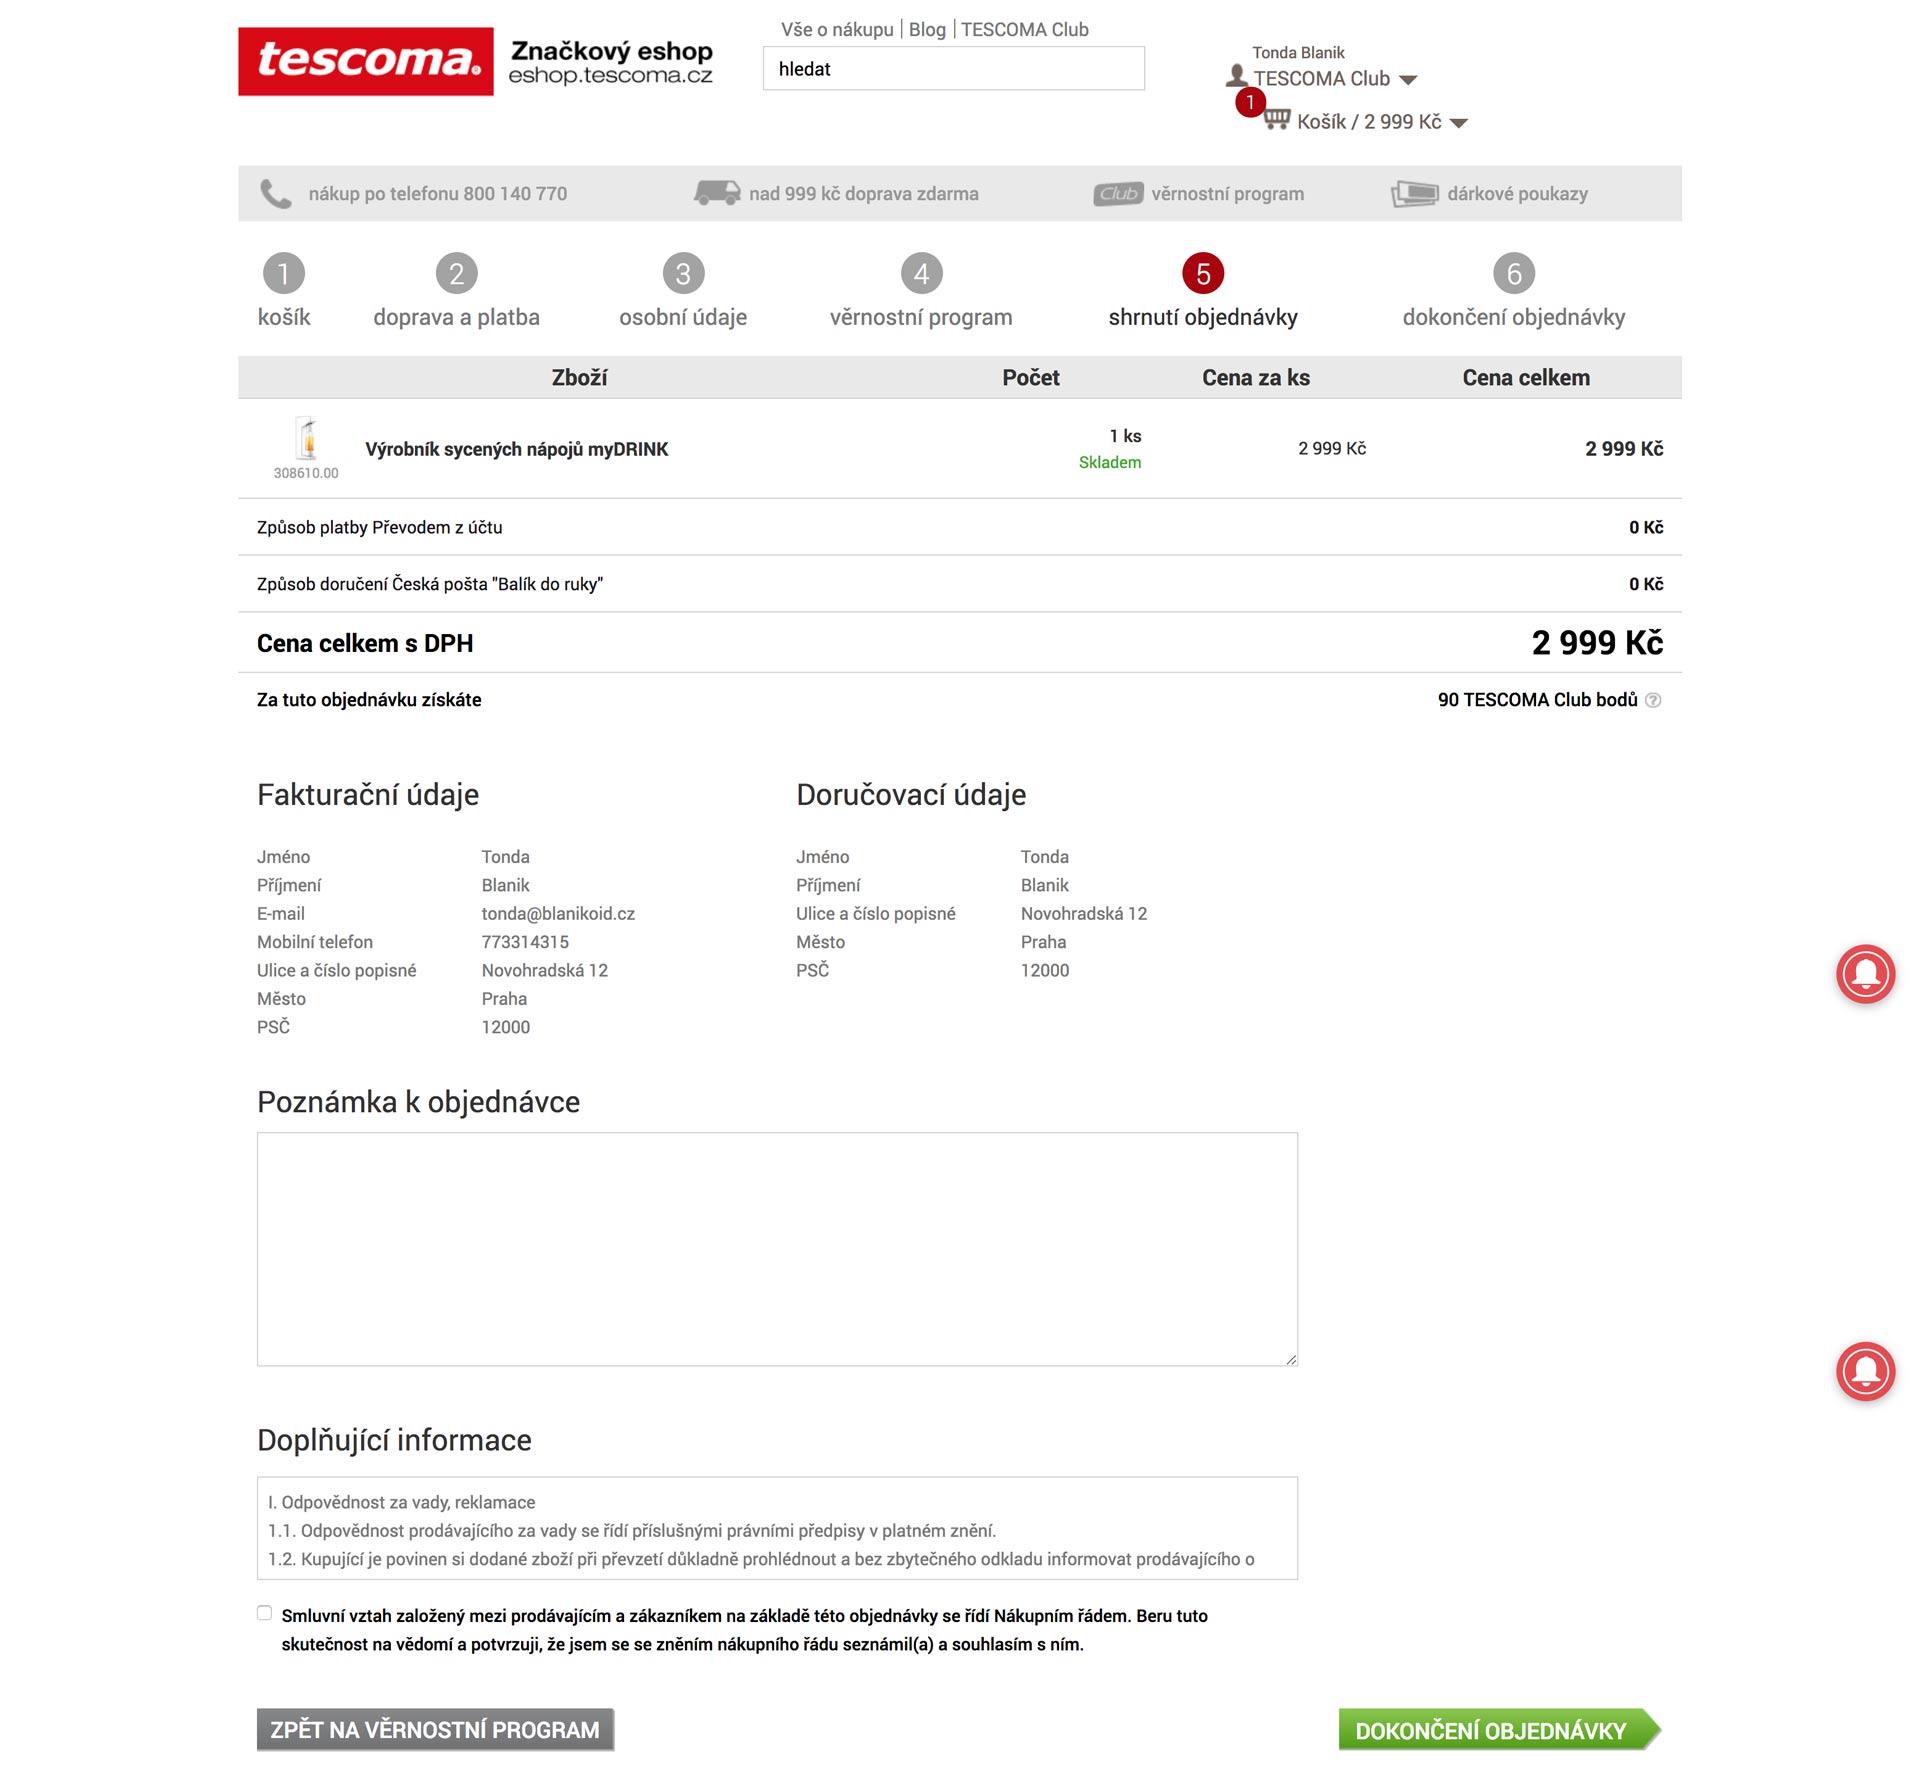 Vše o nákupu | Blog | TESCOMA Club
tescoma.
Značkový eshop
eshop.tescoma.cz
hledat
Tonda Blanik
TESCOMA Club
1
Košík / 2 999 Kč
nákup po telefonu 800 140 770
nad 999 kč doprava zdarma
Club věrnostní program
dárkové poukazy
1
košík
2
doprava a platba
3
osobní údaje
4
věrnostní program
5
shrnutí objednávky
6
dokončení objednávky
Zboží Počet Cena za ks Cena celkem
308610.00
Výrobník sycených nápojů myDRINK
1 ks
Skladem
2 999 Kč
2 999 Kč
Způsob platby Převodem z účtu 0 Kč
Způsob doručení Česká pošta "Balík do ruky" 0 Kč
Cena celkem s DPH 2 999 Kč
Za tuto objednávku získáte 90 TESCOMA Club bodů ?
Fakturační údaje
Jméno Tonda
Příjmení Blanik
E-mail tonda@blanikoid.cz
Mobilní telefon 773314315
Ulice a číslo popisné Novohradská 12
Město Praha
PSČ 12000
Doručovací údaje
Jméno Tonda
Příjmení Blanik
Ulice a číslo popisné Novohradská 12
Město Praha
PSČ 12000
Poznámka k objednávce
Doplňující informace
I. Odpovědnost za vady, reklamace
1.1. Odpovědnost prodávajícího za vady se řídí příslušnými právními předpisy v platném znění.
1.2. Kupující je povinen si dodané zboží při převzetí důkladně prohlédnout a bez zbytečného odkladu informovat prodávajícího o
Smluvní vztah založený mezi prodávajícím a zákazníkem na základě této objednávky se řídí Nákupním řádem. Beru tuto
skutečnost na vědomí a potvrzuji, že jsem se se zněním nákupního řádu seznámil(a) a souhlasím s ním.
ZPĚT NA VĚRNOSTNÍ PROGRAM
DOKONČENÍ OBJEDNÁVKY